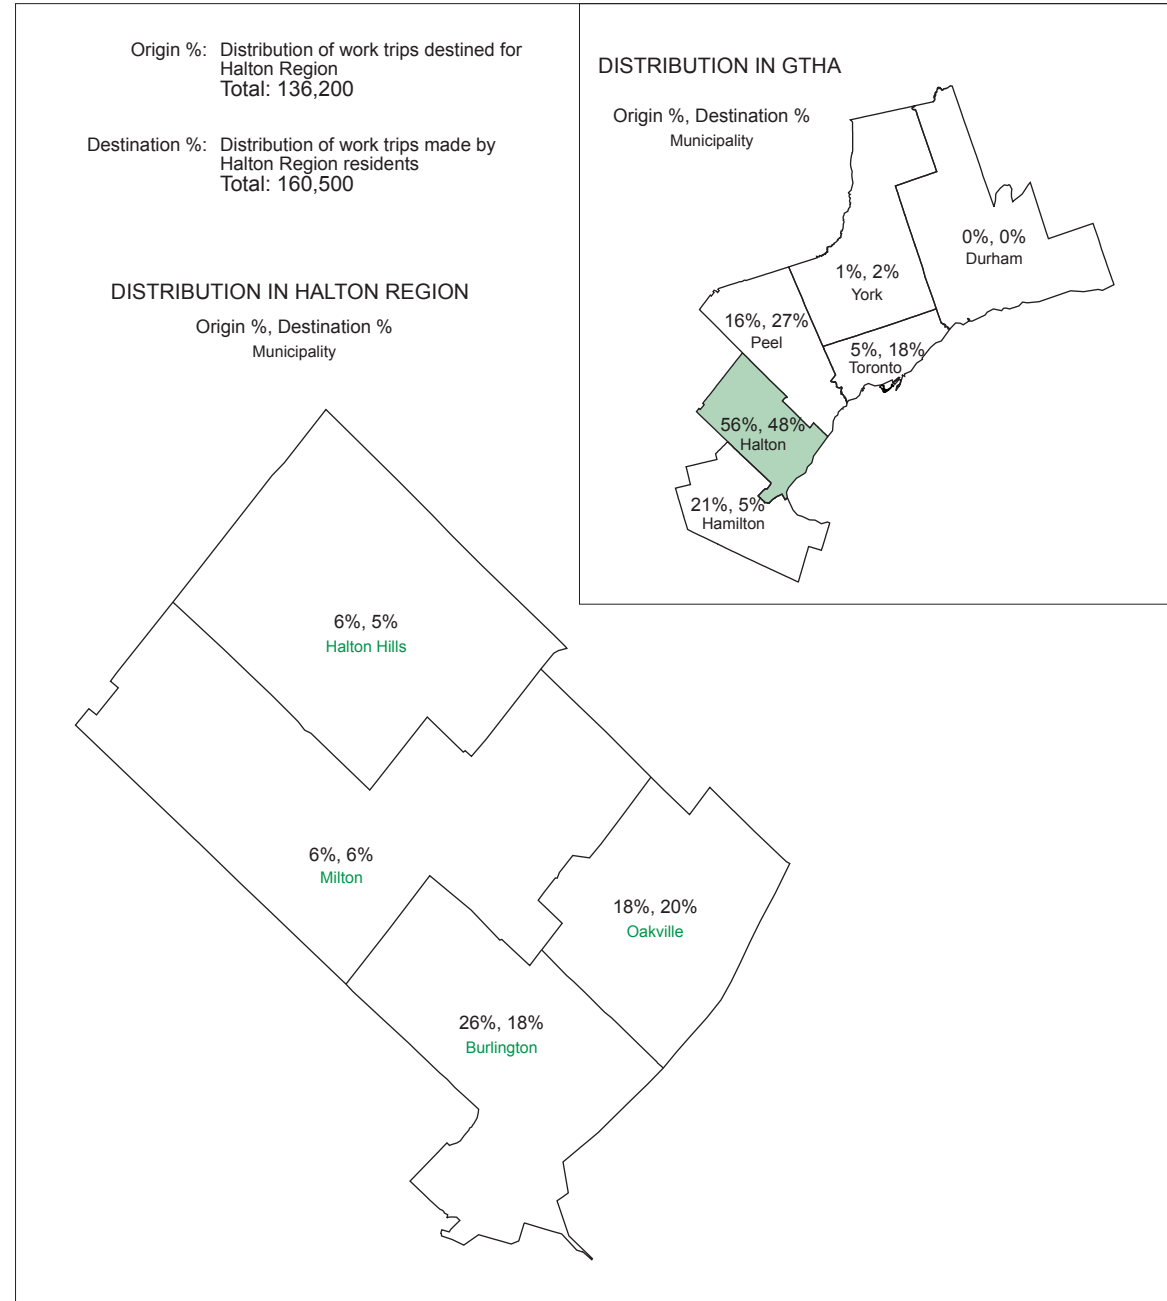 Origin %: Distribution of work trips destined for
Halton Region
Total: 136,200
Destination %: Distribution of work trips made by
Halton Region residents
Total: 160,500
DISTRIBUTION IN HALTON REGION
Origin %, Destination %
Municipality
6%, 5%
Halton Hills
6%, 6%
Milton
18%, 20%
Oakville
26%, 18%
Burlington
DISTRIBUTION IN GTHA
Origin %, Destination %
Municipality
0%, 0%
Durham
1%, 2%
York
16%, 27%
Peel
5%, 18%
Toronto
56%, 48%
Halton
21%, 5%
Hamilton